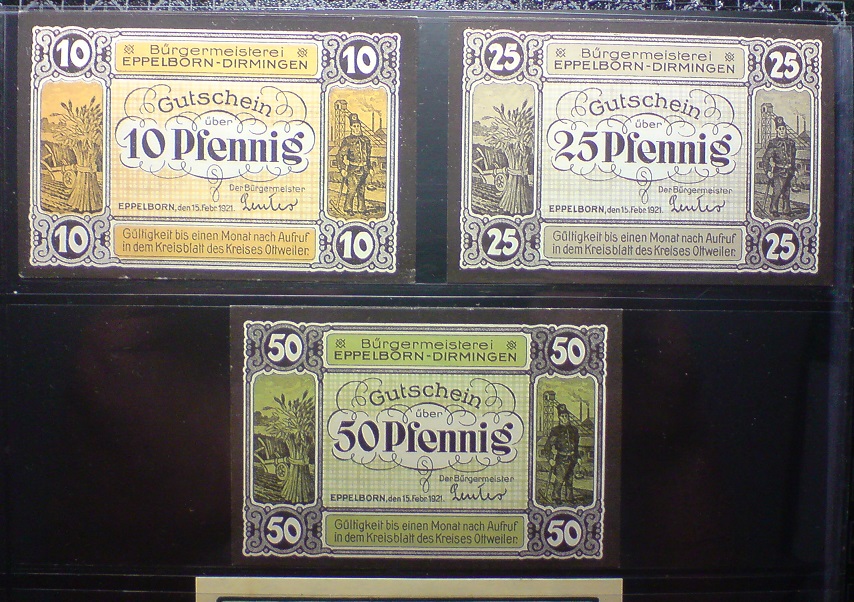 10 10
Bürgermeisterei
EPPELBORN-DIRMINGEN
Gutschein
über
10 Pfennig
Der Bürgermeister
EPPELBORN, den 15. Febr. 1921.
Gültigkeit bis einen Monat nach Aufruf
in dem Kreisblatt des Kreises Ottweiler.
10 10
25 25
Bürgermeisterei
EPPELBORN-DIRMINGEN
Gutschein
über
25 Pfennig
Der Bürgermeister
EPPELBORN, den 15. Febr. 1921.
Gültigkeit bis einen Monat nach Aufruf
in dem Kreisblatt des Kreises Ottweiler.
25 25
50 50
Bürgermeisterei
EPPELBORN-DIRMINGEN
Gutschein
über
50 Pfennig
Der Bürgermeister
EPPELBORN, den 15. Febr. 1921.
Gültigkeit bis einen Monat nach Aufruf
in dem Kreisblatt des Kreises Ottweiler.
50 50